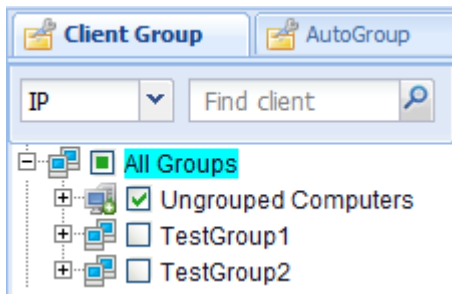 Client Group AutoGroup
IP Find client
All Groups
Ungrouped Computers
TestGroup1
TestGroup2